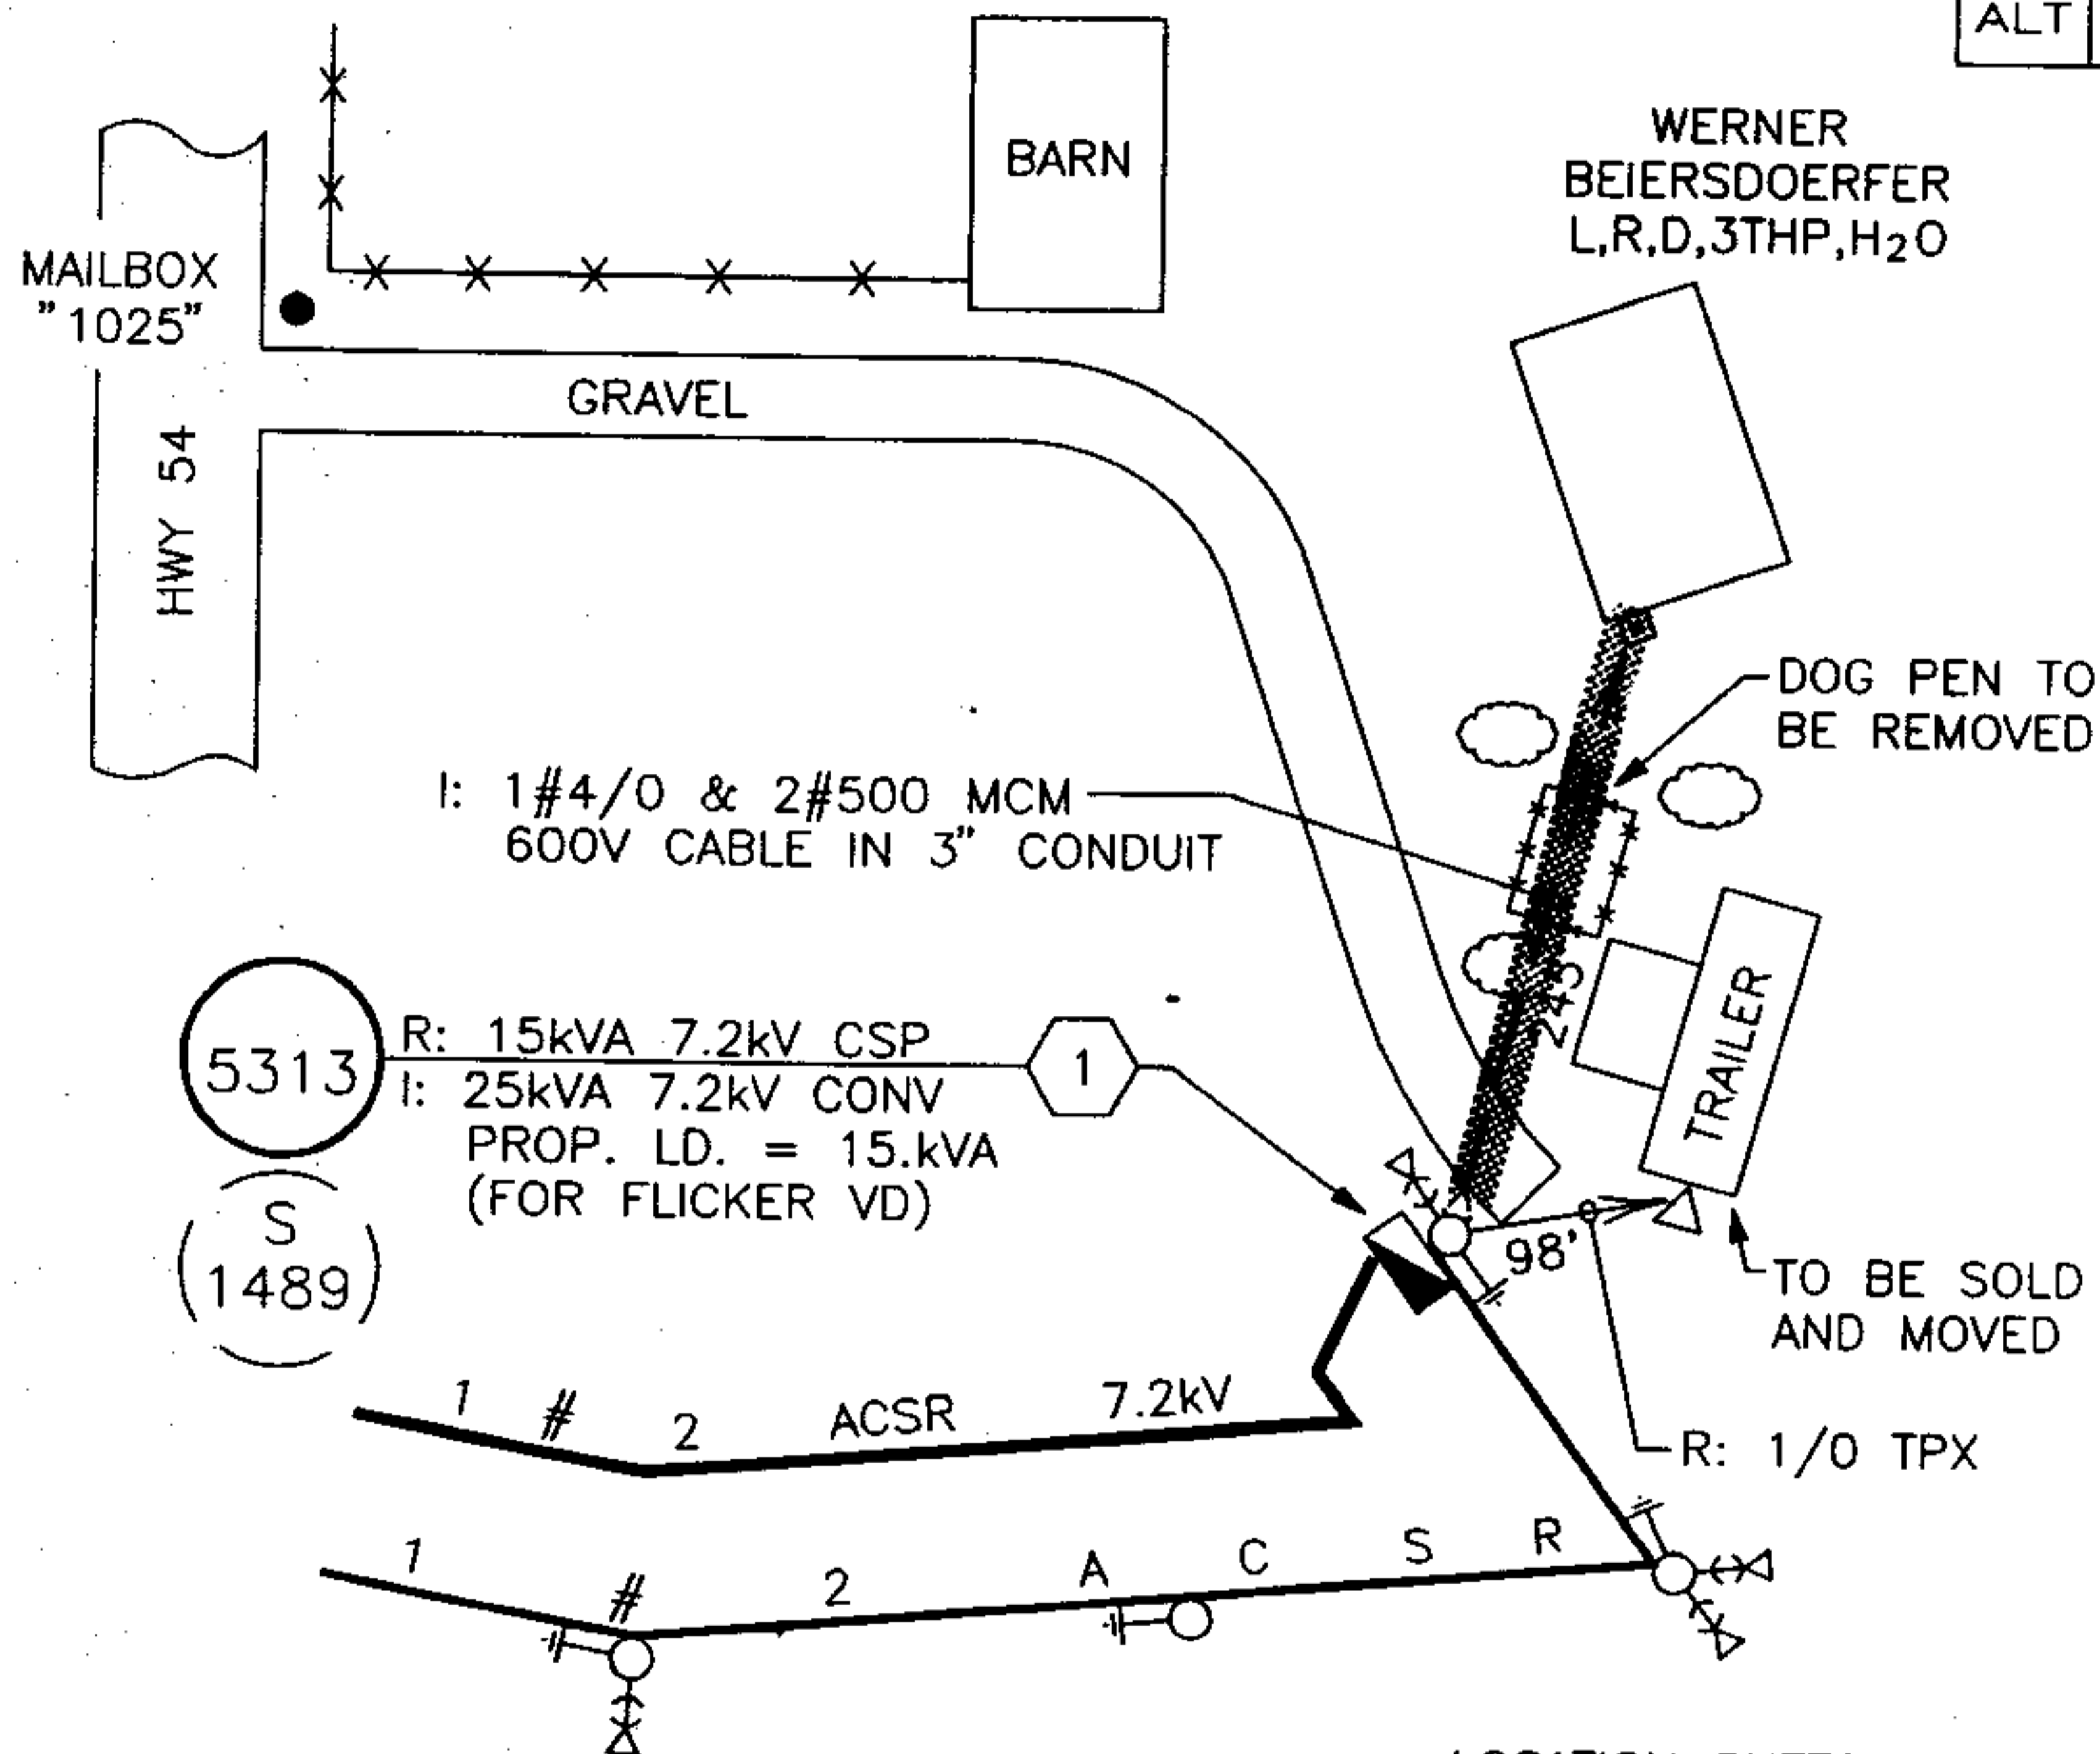 ALT
WERNER
BEIERSDOERFER
L,R,D,3THP,H₂O
BARN
MAILBOX
"1025"
GRAVEL
HWY 54
DOG PEN TO
BE REMOVED
I: 1#4/0 & 2#500 MCM
600V CABLE IN 3" CONDUIT
TRAILER
5313
R: 15kVA 7.2kV CSP
I: 25kVA 7.2kV CONV
PROP. LD. = 15.kVA
(FOR FLICKER VD)
1
S
1489
98'
TO BE SOLD
AND MOVED
1 # 2 ACSR 7.2kV
R: 1/0 TPX
1 # 2 A C S R